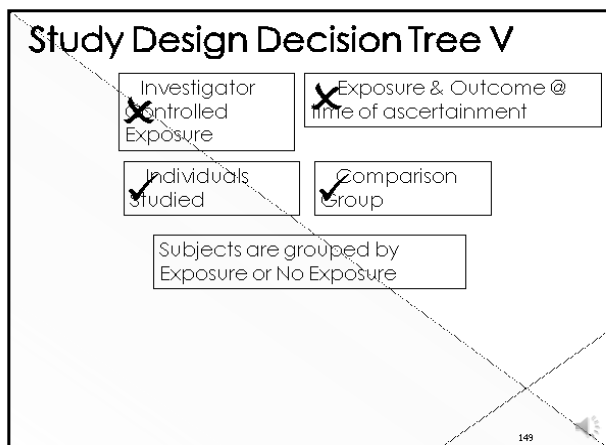 Study Design Decision Tree V
Investigator
Controlled
Exposure
Exposure & Outcome @
time of ascertainment
Individuals
Studied
Comparison
Group
Subjects are grouped by
Exposure or No Exposure
149